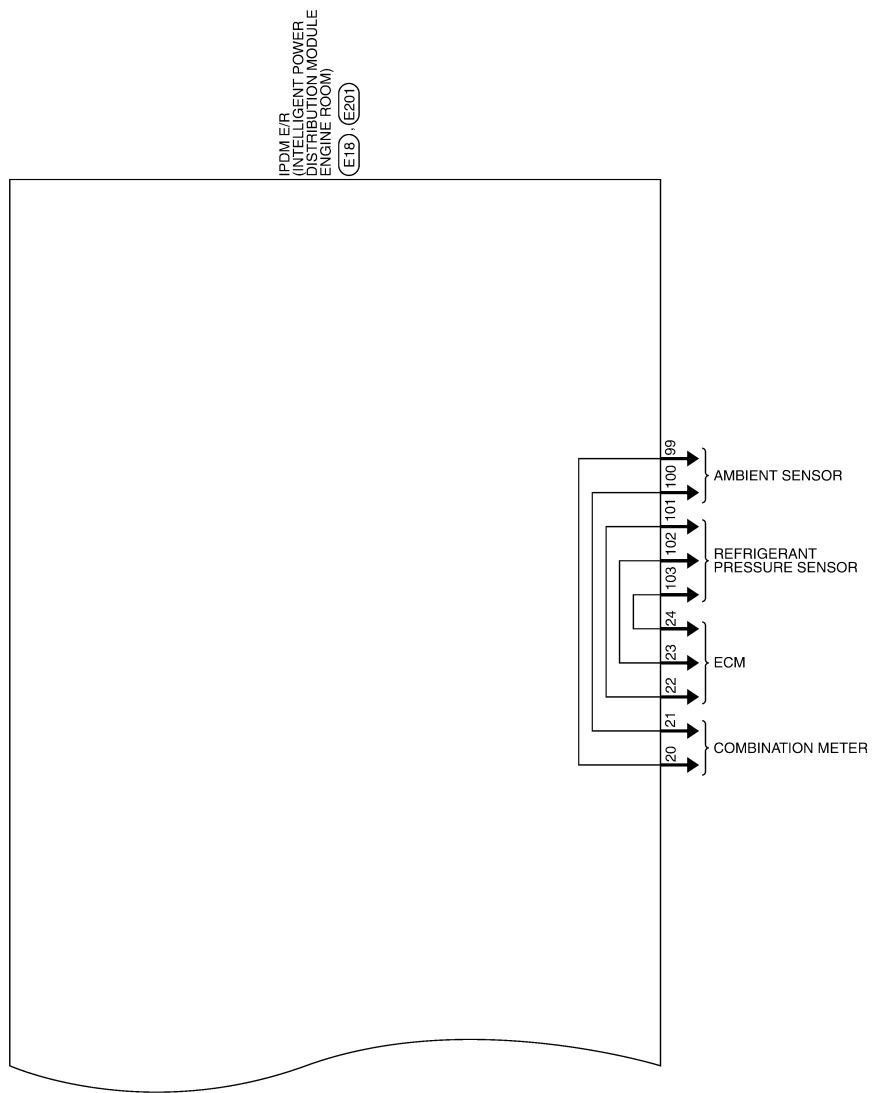 IPDM E/R
(INTELLIGENT POWER
DISTRIBUTION MODULE
ENGINE ROOM)
E18 , E201
99
100
AMBIENT SENSOR
101
102
103
REFRIGERANT
PRESSURE SENSOR
24
23
22
ECM
21
20
COMBINATION METER